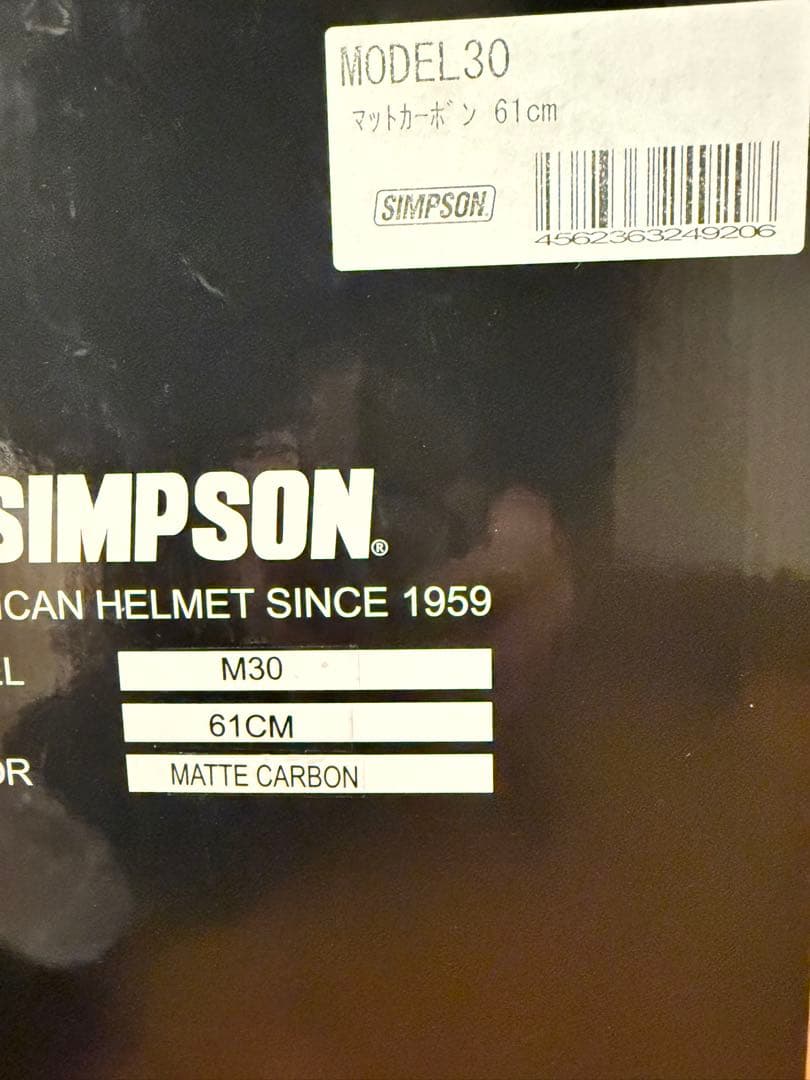 MODEL30
マットカーボン 61cm
SIMPSON
4562363249206
SIMPSON®
ICAN HELMET SINCE 1959
EL M30
61CM
OR MATTE CARBON